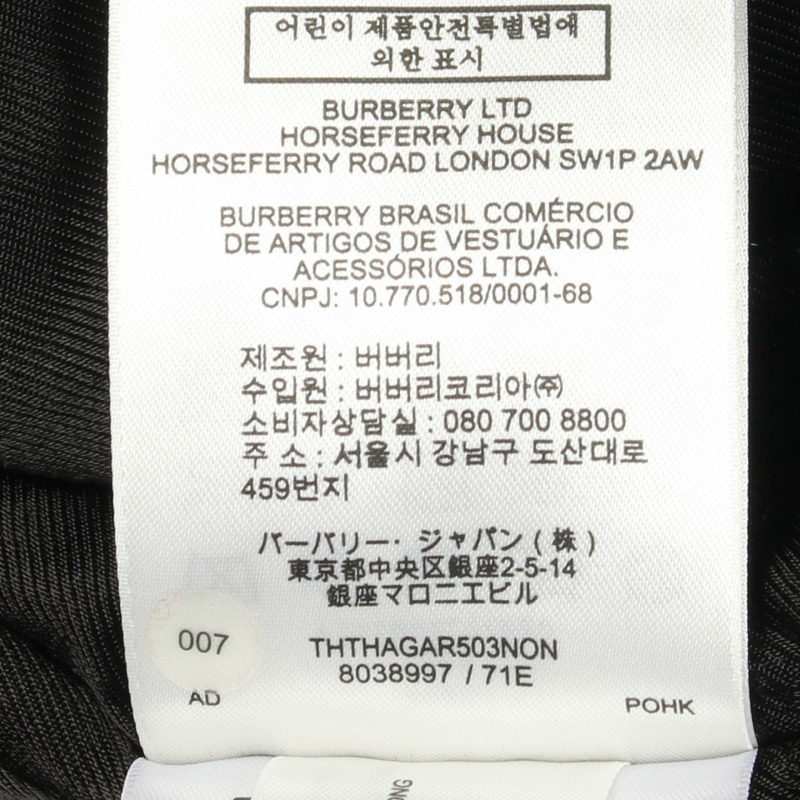 어린이 제품안전특별법에
의한 표시
BURBERRY LTD
HORSEFERRY HOUSE
HORSEFERRY ROAD LONDON SW1P 2AW
BURBERRY BRASIL COMÉRCIO
DE ARTIGOS DE VESTUÁRIO E
ACESSÓRIOS LTDA.
CNPJ: 10.770.518/0001-68
제조원 : 버버리
수입원 : 버버리코리아㈜
소비자상담실 : 080 700 8800
주 소 : 서울시 강남구 도산대로
459번지
バーバリー・ジャパン(株)
東京都中央区銀座2-5-14
銀座マロニエビル
007
THTHAGAR503NON
8038997 / 71E
AD
POHK